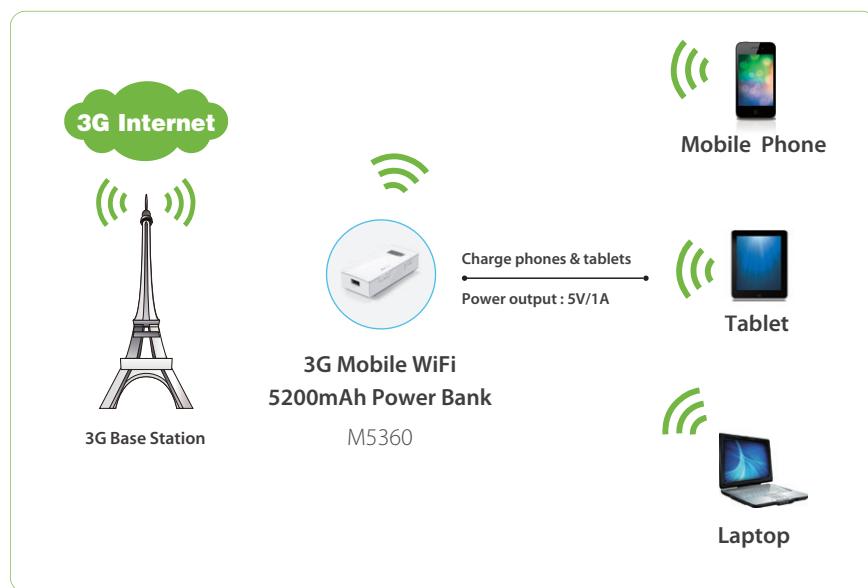 3G Internet
3G Base Station
3G Mobile WiFi
5200mAh Power Bank
M5360
Charge phones & tablets
Power output : 5V/1A
Mobile Phone
Tablet
Laptop